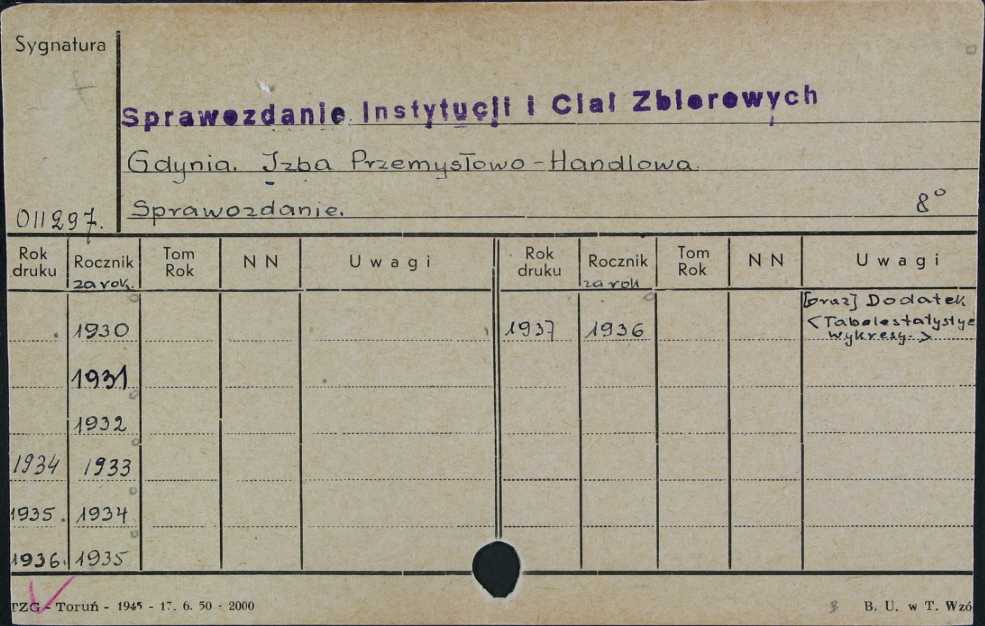 Sygnatura
Sprawozdanie Instytucji i Ciał Zbiorowych
Gdynia. Izba Przemysłowo-Handlowa.
011297. Sprawozdanie. 8°
Rok druku Rocznik za rok. Tom Rok N N Uwagi Rok druku Rocznik za rok Tom Rok N N Uwagi
[oraz] Dodatek
1930 1937 1936 <Tabele statystycz
wykresy.>
1931
1932
1934 1933
1935. 1934
1936. 1935
TZG - Toruń - 1945 - 17. 6. 50 - 2000 B. U. w T. Wzó